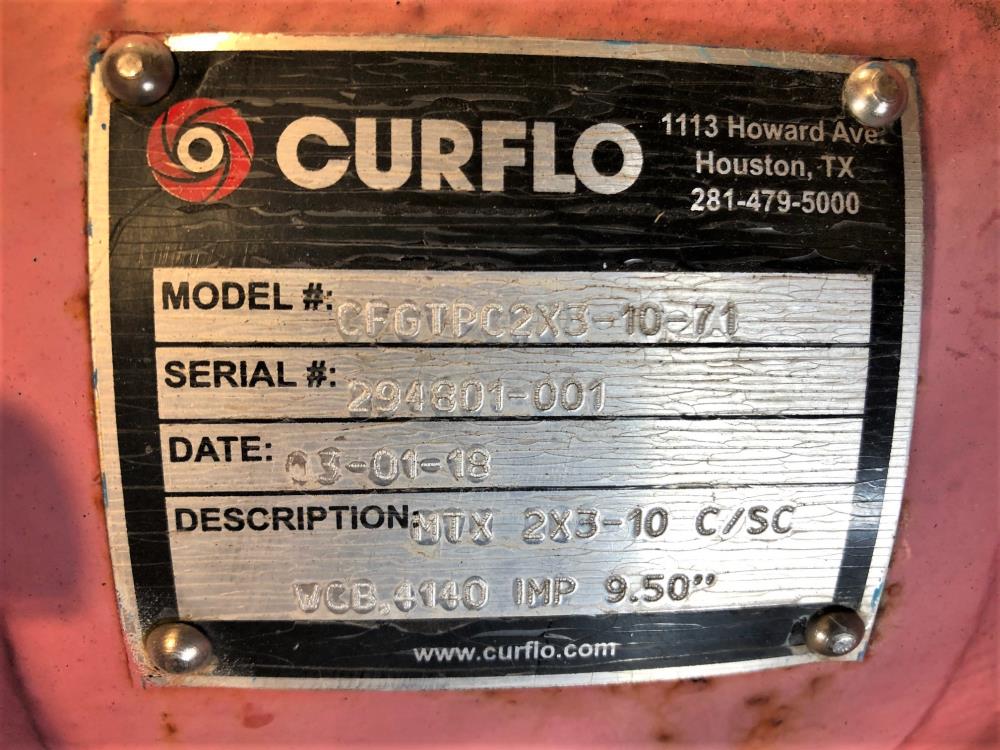 CURFLO
1113 Howard Ave.
Houston, TX
281-479-5000
MODEL #: CFGTPC2X3-10-71
SERIAL #: 294801-001
DATE: 03-01-18
DESCRIPTION: MTX 2X3-10 C/SC
WCB,4140 IMP 9.50"
www.curflo.com